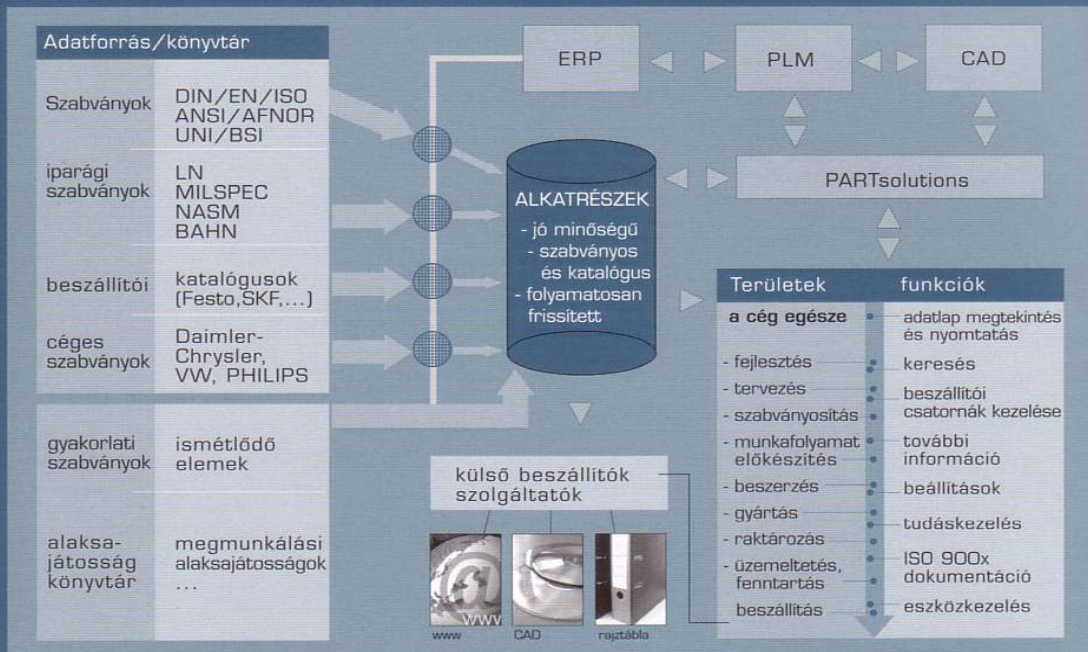 Adatforrás/könyvtár
Szabványok
DIN/EN/ISO
ANSI/AFNOR
UNI/BSI
iparági
szabványok
LN
MILSPEC
NASM
BAHN
beszállítói
katalógusok
(Festo,SKF,...)
céges
szabványok
Daimler-
Chrysler,
VW, PHILIPS
gyakorlati
szabványok
ismétlődő
elemek
alaksa-
játosság
könyvtár
megmunkálási
alaksajátosságok
...
ERP
PLM
CAD
PARTsolutions
ALKATRÉSZEK
- jó minőségű
- szabványos
és katalógus
- folyamatosan
frissített
külső beszállítók
szolgáltatók
@
www
www
CAD
rajztábla
Területek
a cég egésze
- fejlesztés
- tervezés
- szabványosítás
- munkafolyamat
előkészítés
- beszerzés
- gyártás
- raktározás
- üzemeltetés,
fenntartás
beszállítás
funkciók
adatlap megtekintés
és nyomtatás
keresés
beszállítói
csatornák kezelése
további
információ
beállítások
tudáskezelés
ISO 900x
dokumentáció
eszközkezelés